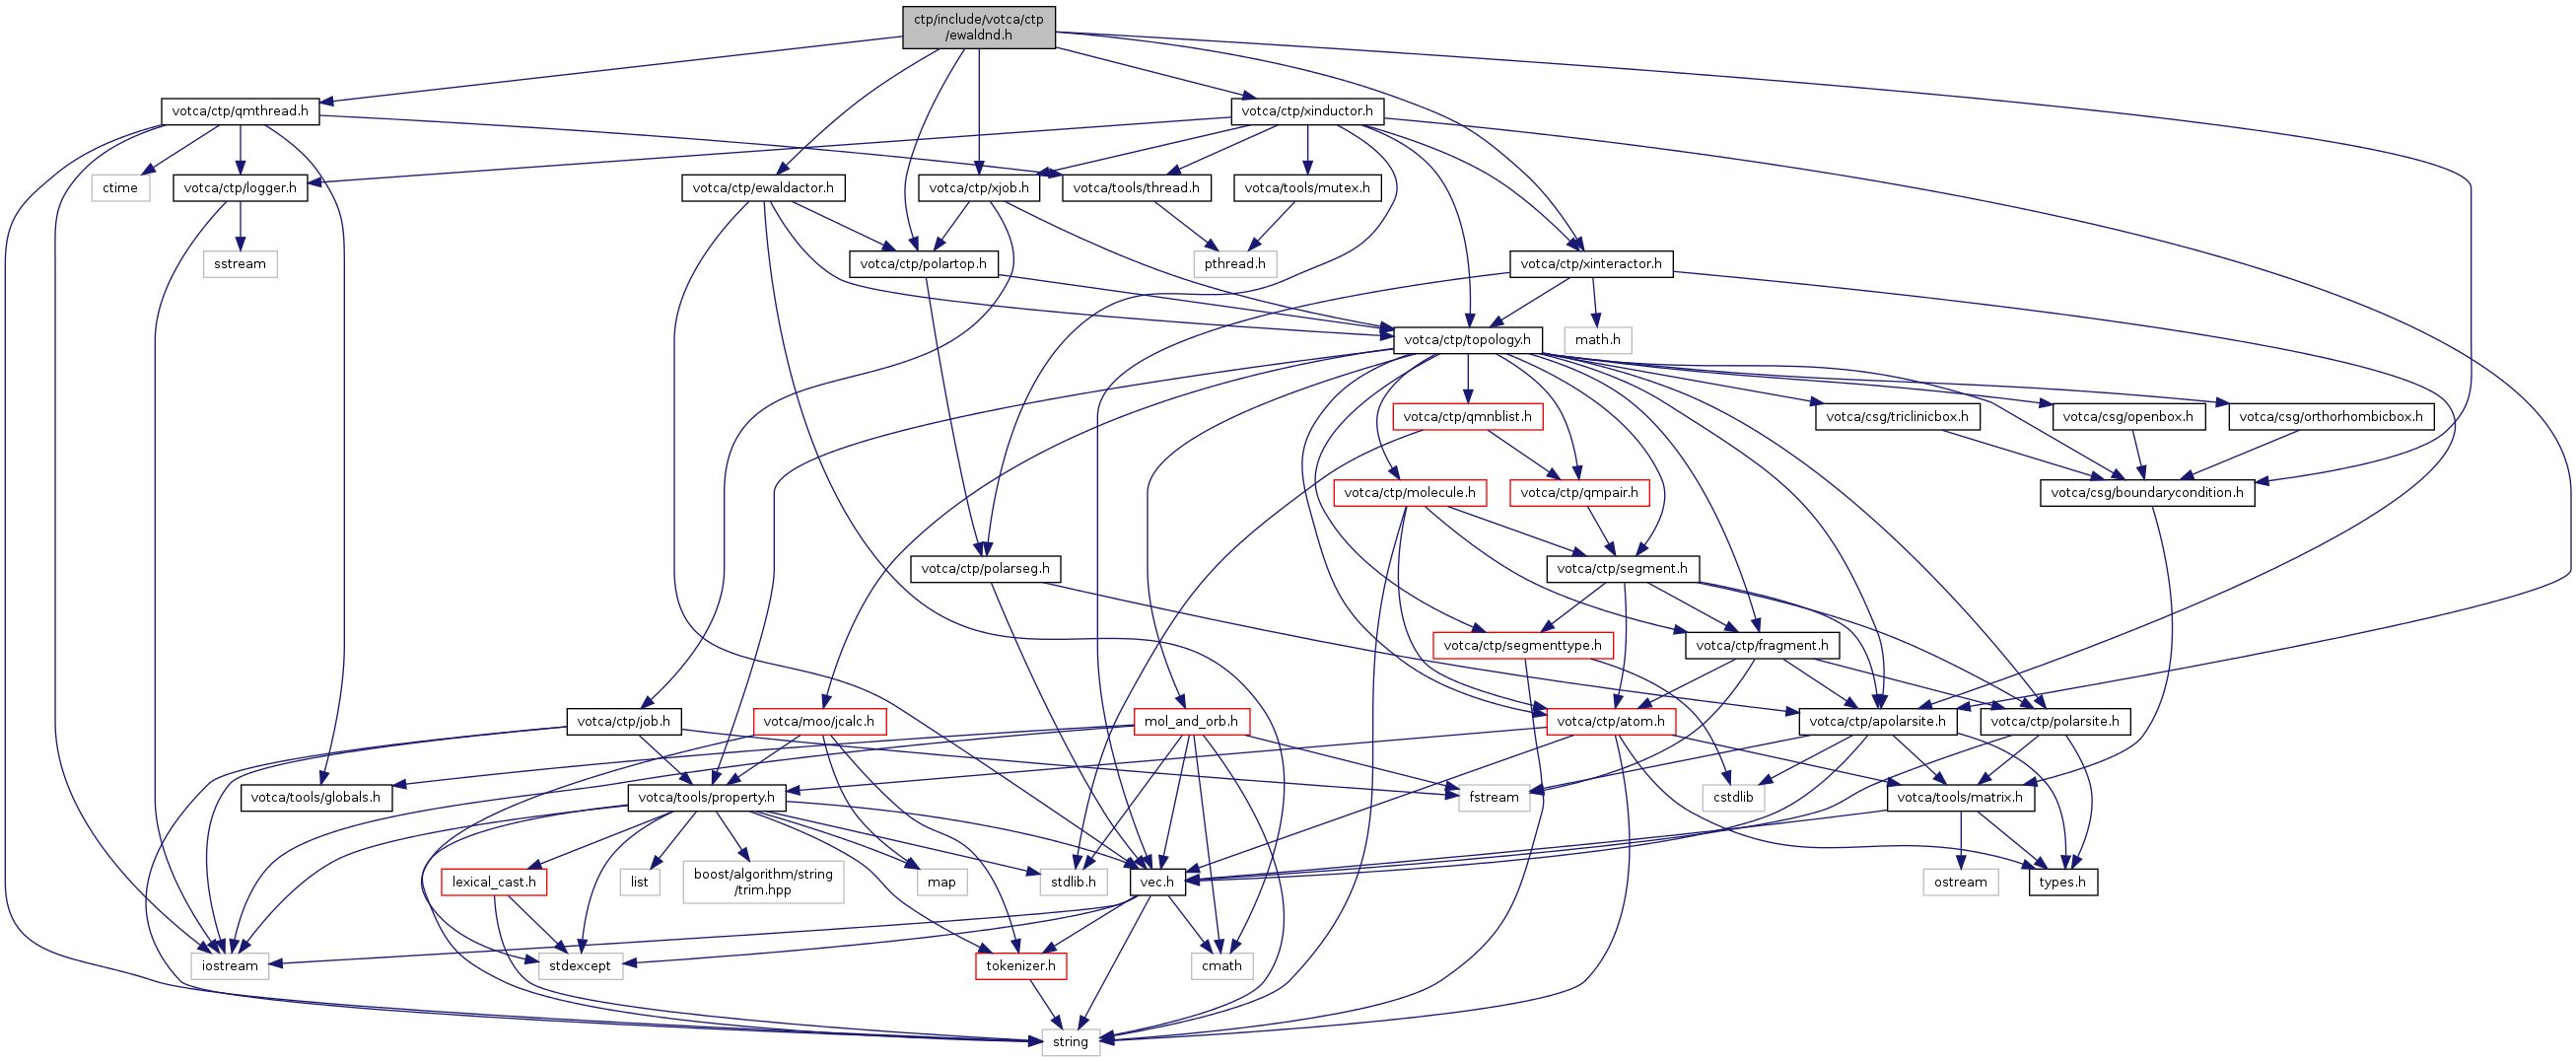 ctp/include/votca/ctp
/ewaldnd.h
votca/ctp/qmthread.h
votca/ctp/xinductor.h
ctime
votca/ctp/logger.h
votca/ctp/ewaldactor.h
votca/ctp/xjob.h
votca/tools/thread.h
votca/tools/mutex.h
sstream
votca/ctp/polartop.h
pthread.h
votca/ctp/xinteractor.h
votca/ctp/topology.h
math.h
votca/ctp/qmnblist.h
votca/csg/triclinicbox.h
votca/csg/openbox.h
votca/csg/orthorhombicbox.h
votca/ctp/molecule.h
votca/ctp/qmpair.h
votca/csg/boundarycondition.h
votca/ctp/polarseg.h
votca/ctp/segment.h
votca/ctp/segmenttype.h
votca/ctp/fragment.h
votca/ctp/job.h
votca/moo/jcalc.h
mol_and_orb.h
votca/ctp/atom.h
votca/ctp/apolarsite.h
votca/ctp/polarsite.h
votca/tools/globals.h
votca/tools/property.h
fstream
cstdlib
votca/tools/matrix.h
lexical_cast.h
list
boost/algorithm/string
/trim.hpp
map
stdlib.h
vec.h
ostream
types.h
iostream
stdexcept
tokenizer.h
cmath
string